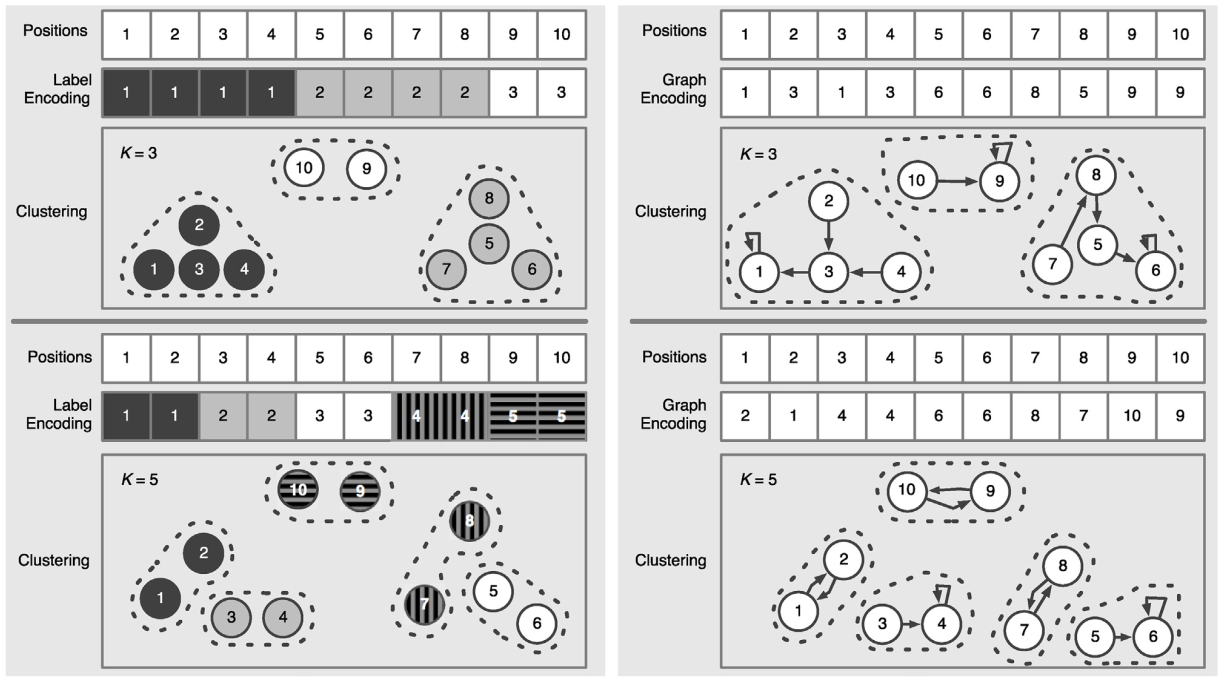 Positions 1 2 3 4 5 6 7 8 9 10
Label
Encoding 1 1 1 1 2 2 2 2 3 3
Clustering
K = 3
10 9
8
2
5
1 3 4
7 6
Positions 1 2 3 4 5 6 7 8 9 10
Label
Encoding 1 1 2 2 3 3 4 4 5 5
Clustering
K = 5
10 9
8
2
5
1
7
3 4
6
Positions 1 2 3 4 5 6 7 8 9 10
Graph
Encoding 1 3 1 3 6 6 8 5 9 9
Clustering
K = 3
10 9
8
2
5
1 3 4
7 6
Positions 1 2 3 4 5 6 7 8 9 10
Graph
Encoding 2 1 4 4 6 6 8 7 10 9
Clustering
K = 5
10 9
2
8
1
3 4
7
5 6